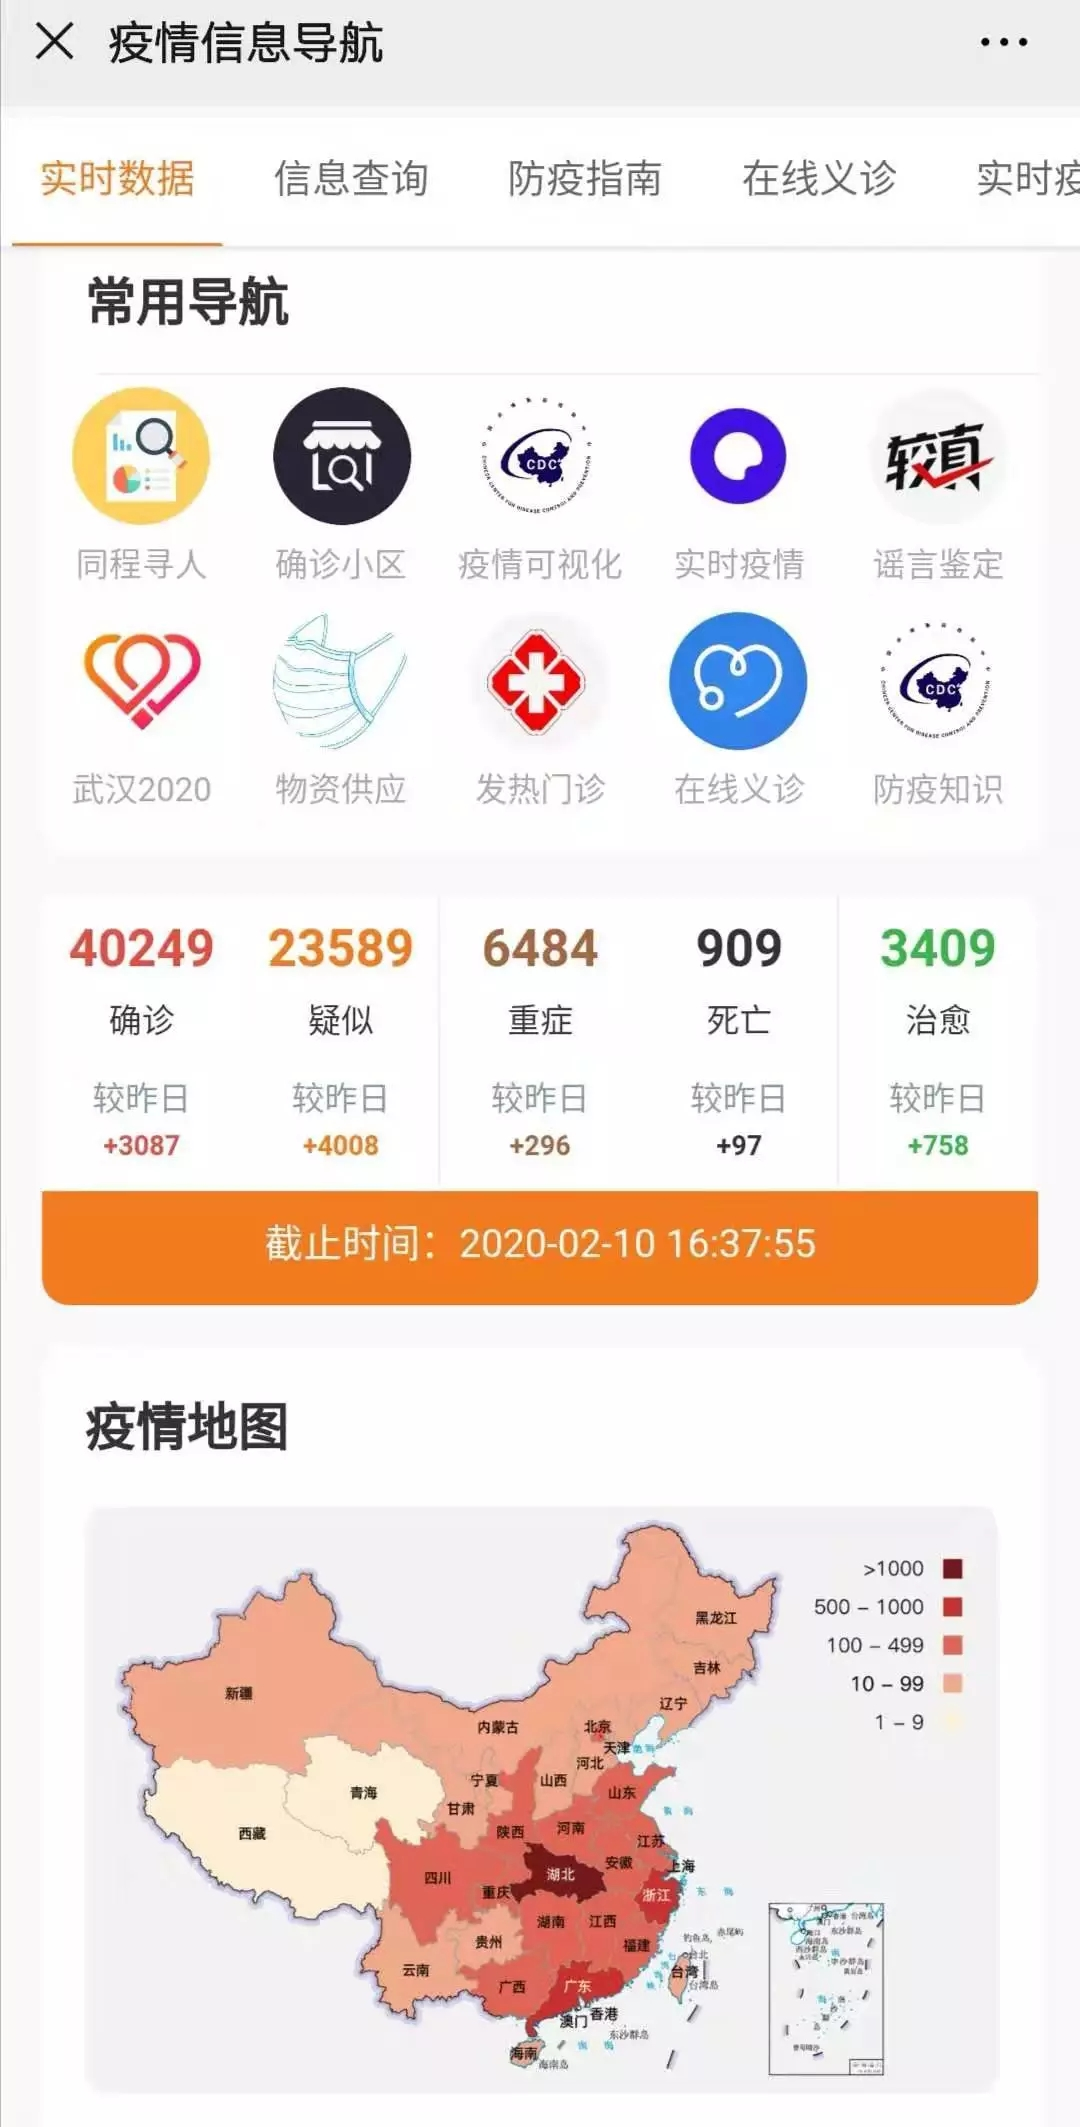 疫情信息导航
实时数据 信息查询 防疫指南 在线义诊 实时疫
常用导航
CDC 较真
同程寻人 确诊小区 疫情可视化 实时疫情 谣言鉴定
CDC
武汉2020 物资供应 发热门诊 在线义诊 防疫知识
40249 23589 6484 909 3409
确诊 疑似 重症 死亡 治愈
较昨日 较昨日 较昨日 较昨日 较昨日
+3087 +4008 +296 +97 +758
截止时间：2020-02-10 16:37:55
疫情地图
>1000
500 – 1000
100 – 499
10 – 99
1 – 9
黑龙江
吉林
辽宁
新疆
内蒙古
北京
天津
河北
宁夏
山西
山东
青海
甘肃
陕西
河南
江苏
西藏
安徽
上海
四川
湖北
重庆
浙江
湖南
江西
贵州
福建
钓鱼岛
赤尾屿
云南
台湾
台湾岛
广西
广东
香港
澳门
东沙群岛
海南
海南岛